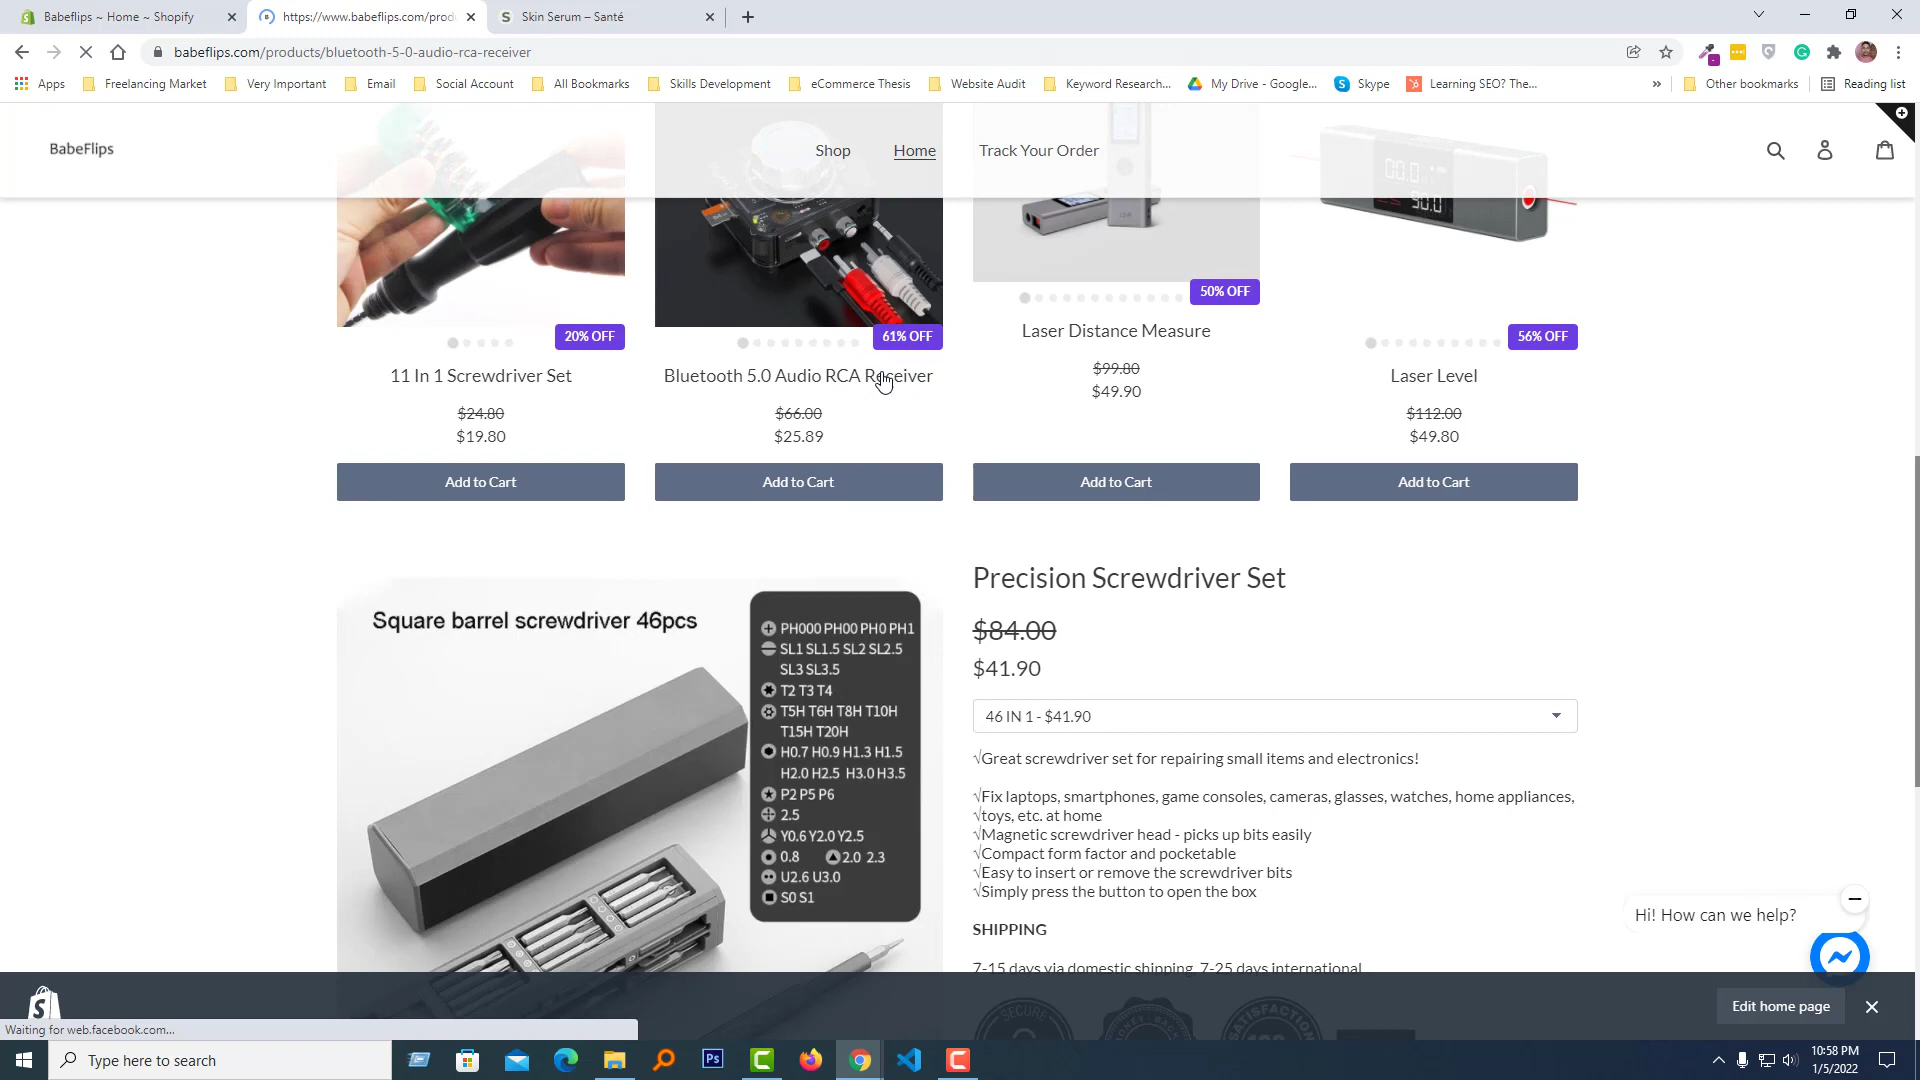 Babeflips ~ Home ~ Shopify
https://www.babeflips.com/produ
Skin Serum – Santé
babeflips.com/products/bluetooth-5-0-audio-rca-receiver
Apps
Freelancing Market
Very Important
Email
Social Account
All Bookmarks
Skills Development
eCommerce Thesis
Website Audit
Keyword Research...
My Drive - Google...
Skype
Learning SEO? The...
»
Other bookmarks
Reading list
BabeFlips
Shop
Home
Track Your Order
20% OFF
61% OFF
50% OFF
56% OFF
11 In 1 Screwdriver Set
$24.80
$19.80
Add to Cart
Bluetooth 5.0 Audio RCA Receiver
$66.00
$25.89
Add to Cart
Laser Distance Measure
$99.80
$49.90
Add to Cart
Laser Level
$112.00
$49.80
Add to Cart
Square barrel screwdriver 46pcs
PH000 PH00 PH0 PH1
SL1 SL1.5 SL2 SL2.5
SL3 SL3.5
T2 T3 T4
T5H T6H T8H T10H
T15H T20H
H0.7 H0.9 H1.3 H1.5
H2.0 H2.5 H3.0 H3.5
P2 P5 P6
2.5
Y0.6 Y2.0 Y2.5
0.8 2.0 2.3
U2.6 U3.0
S0 S1
Precision Screwdriver Set
$84.00
$41.90
46 IN 1 - $41.90
√Great screwdriver set for repairing small items and electronics!
√Fix laptops, smartphones, game consoles, cameras, glasses, watches, home appliances,
√toys, etc. at home
√Magnetic screwdriver head - picks up bits easily
√Compact form factor and pocketable
√Easy to insert or remove the screwdriver bits
√Simply press the button to open the box
SHIPPING
7-15 days via domestic shipping, 7-25 days international
SECURE
SATISFACTION
Hi! How can we help?
Edit home page
Waiting for web.facebook.com...
Type here to search
Ps
10:58 PM
1/5/2022